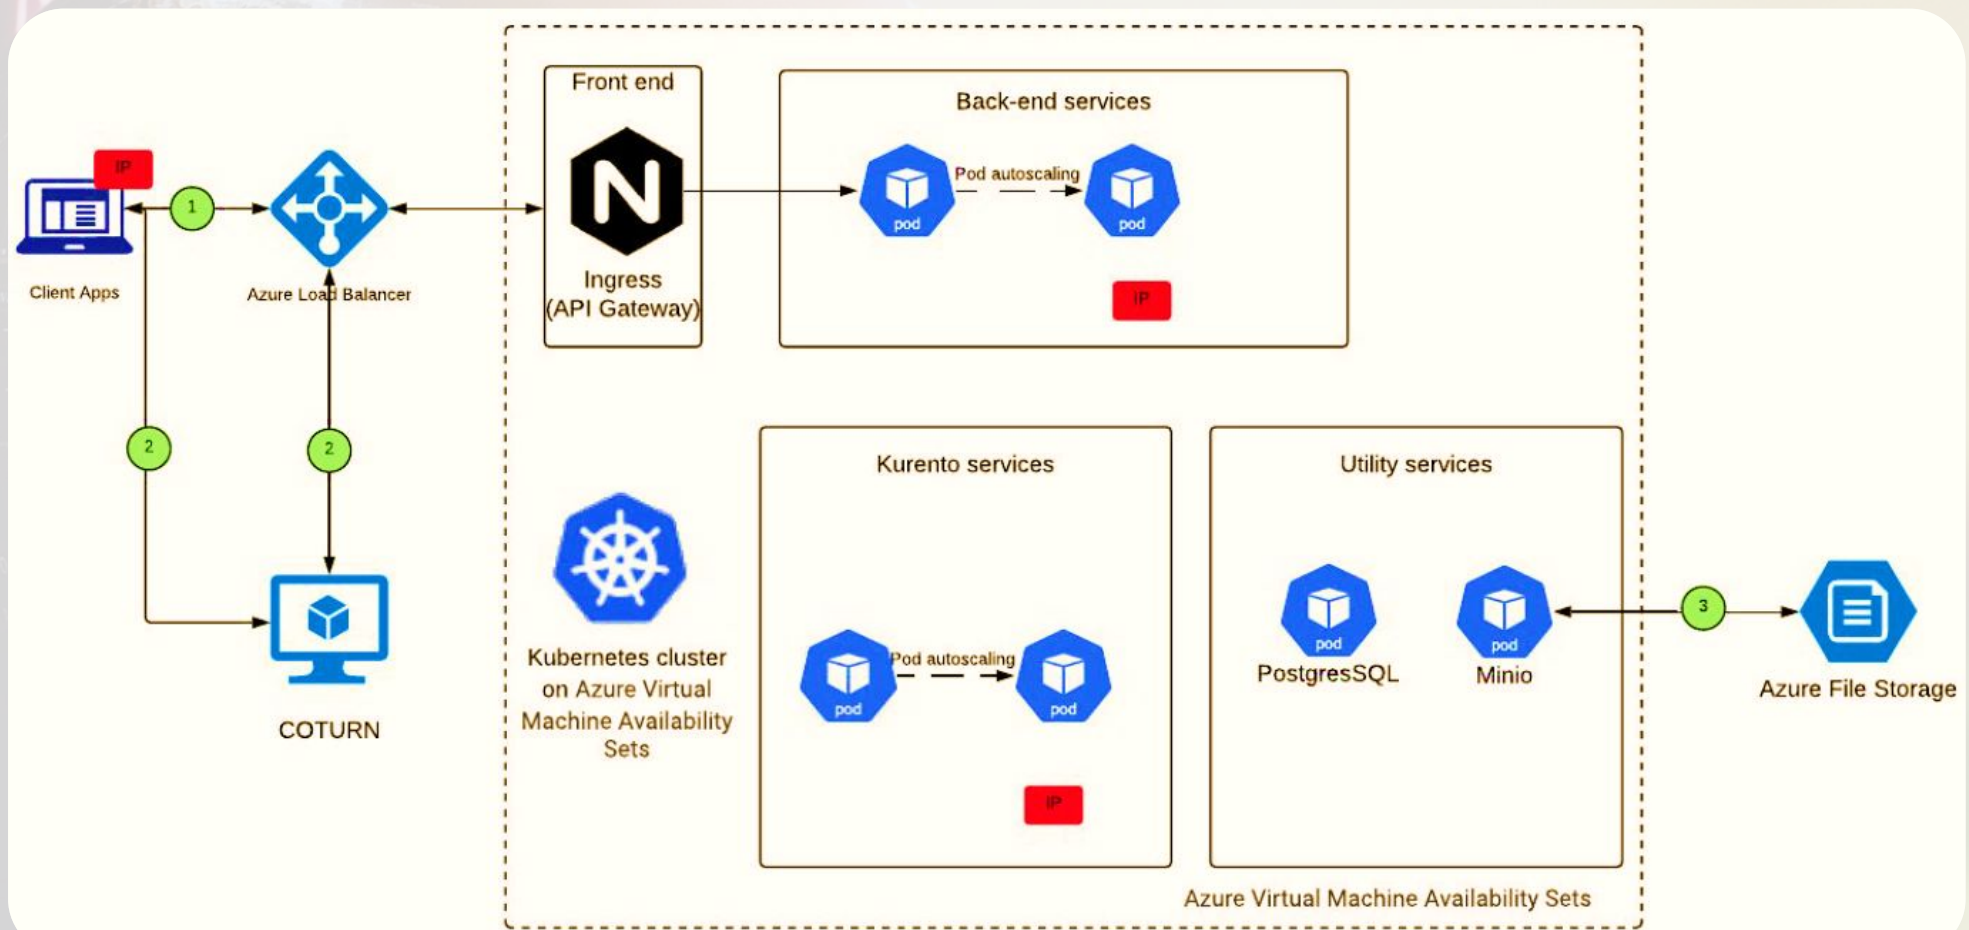 Front end
Back-end services
IP
Pod autoscaling
1
pod
pod
N
Ingress
(API Gateway)
Client Apps
Azure Load Balancer
IP
2
2
Kurento services
Utility services
Kubernetes cluster
on Azure Virtual
Machine Availability
Sets
COTURN
Pod autoscaling
pod
pod
IP
pod
PostgresSQL
pod
Minio
3
Azure File Storage
Azure Virtual Machine Availability Sets